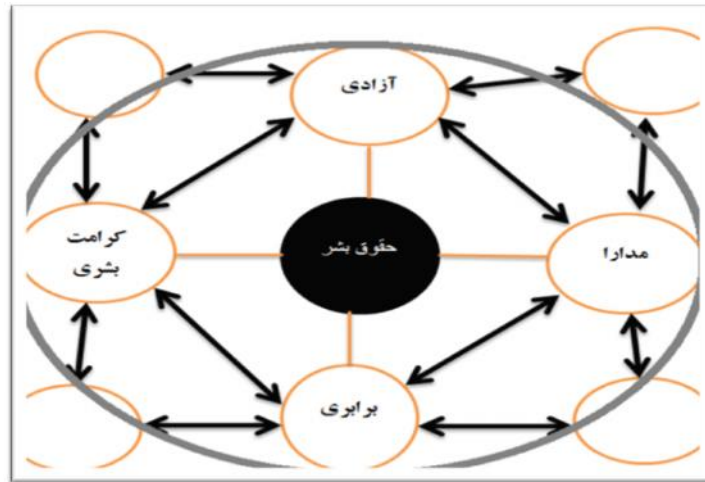 آزادی
کرامت
بشری
حقوق بشر
مدارا
برابری